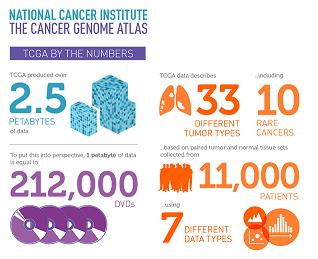 NATIONAL CANCER INSTITUTE
THE CANCER GENOME ATLAS
TCGA BY THE NUMBERS
TCGA produced over
2.5
PETABYTES
of data
To put this into perspective, 1 petabyte of data
is equal to
212,000
DVDs
TCGA data describes
33
DIFFERENT
TUMOR TYPES
...including
10
RARE
CANCERS
...based on paired tumor and normal tissue sets
collected from
11,000
PATIENTS
...using
7 DIFFERENT
DATA TYPES